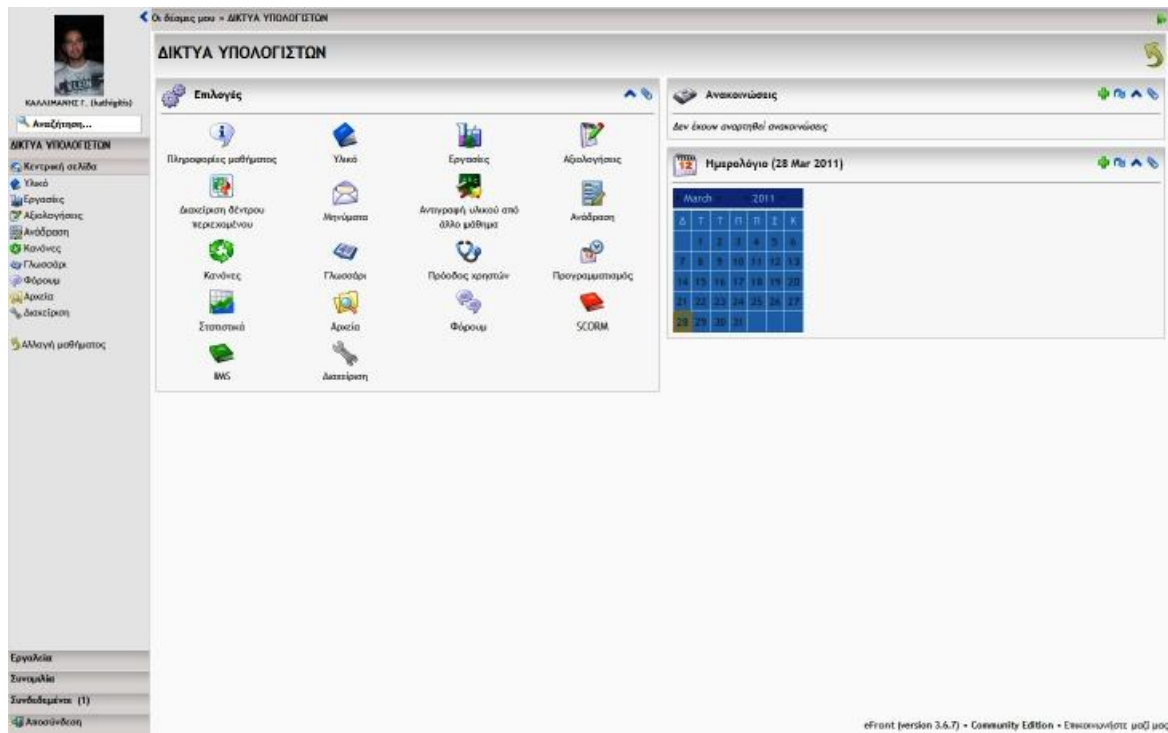 Οι δέσμες μου » ΔΙΚΤΥΑ ΥΠΟΛΟΓΙΣΤΩΝ
ΚΑΛΛΙΜΑΝΗΣ Γ. (kathigitis)
Αναζήτηση...
ΔΙΚΤΥΑ ΥΠΟΛΟΓΙΣΤΩΝ
Κεντρική σελίδα
Υλικό
Εργασίες
Αξιολογήσεις
Ανάδραση
Κανόνες
Γλωσσάρι
Φόρουμ
Αρχεία
Διαχείριση
Αλλαγή μαθήματος
Εργαλεία
Συνομιλία
Συνδεδεμένοι (1)
Αποσύνδεση
ΔΙΚΤΥΑ ΥΠΟΛΟΓΙΣΤΩΝ
Επιλογές
Πληροφορίες μαθήματος Υλικό Εργασίες Αξιολογήσεις
Διαχείριση δέντρου περιεχομένου Μηνύματα Αντιγραφή υλικού από άλλο μάθημα Ανάδραση
Κανόνες Γλωσσάρι Πρόοδος χρηστών Προγραμματισμός
Στατιστικά Αρχεία Φόρουμ SCORM
IMS Διαχείριση
Ανακοινώσεις
Δεν έχουν αναρτηθεί ανακοινώσεις
12 Ημερολόγιο (28 Mar 2011)
March 2011
Δ Τ Τ Π Π Σ Κ
1 2 3 4 5 6
7 8 9 10 11 12 13
14 15 16 17 18 19 20
21 22 23 24 25 26 27
28 29 30 31
eFront (version 3.6.7) • Community Edition • Επικοινωνήστε μαζί μας